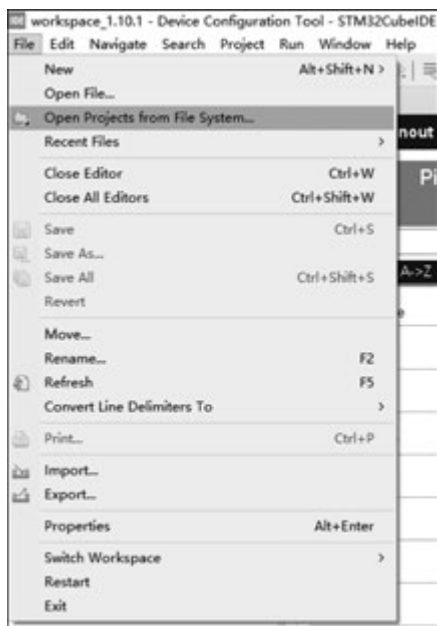 workspace_1.10.1 - Device Configuration Tool - STM32CubeIDE
File Edit Navigate Search Project Run Window Help
New Alt+Shift+N >
Open File...
Open Projects from File System...
Recent Files >
nout
Close Editor Ctrl+W
Pi
Close All Editors Ctrl+Shift+W
Save Ctrl+S
Save As...
Save All Ctrl+Shift+S
A->Z
Revert
e
Move...
Rename... F2
Refresh F5
Convert Line Delimiters To >
Print... Ctrl+P
Import...
Export...
Properties Alt+Enter
Switch Workspace >
Restart
Exit